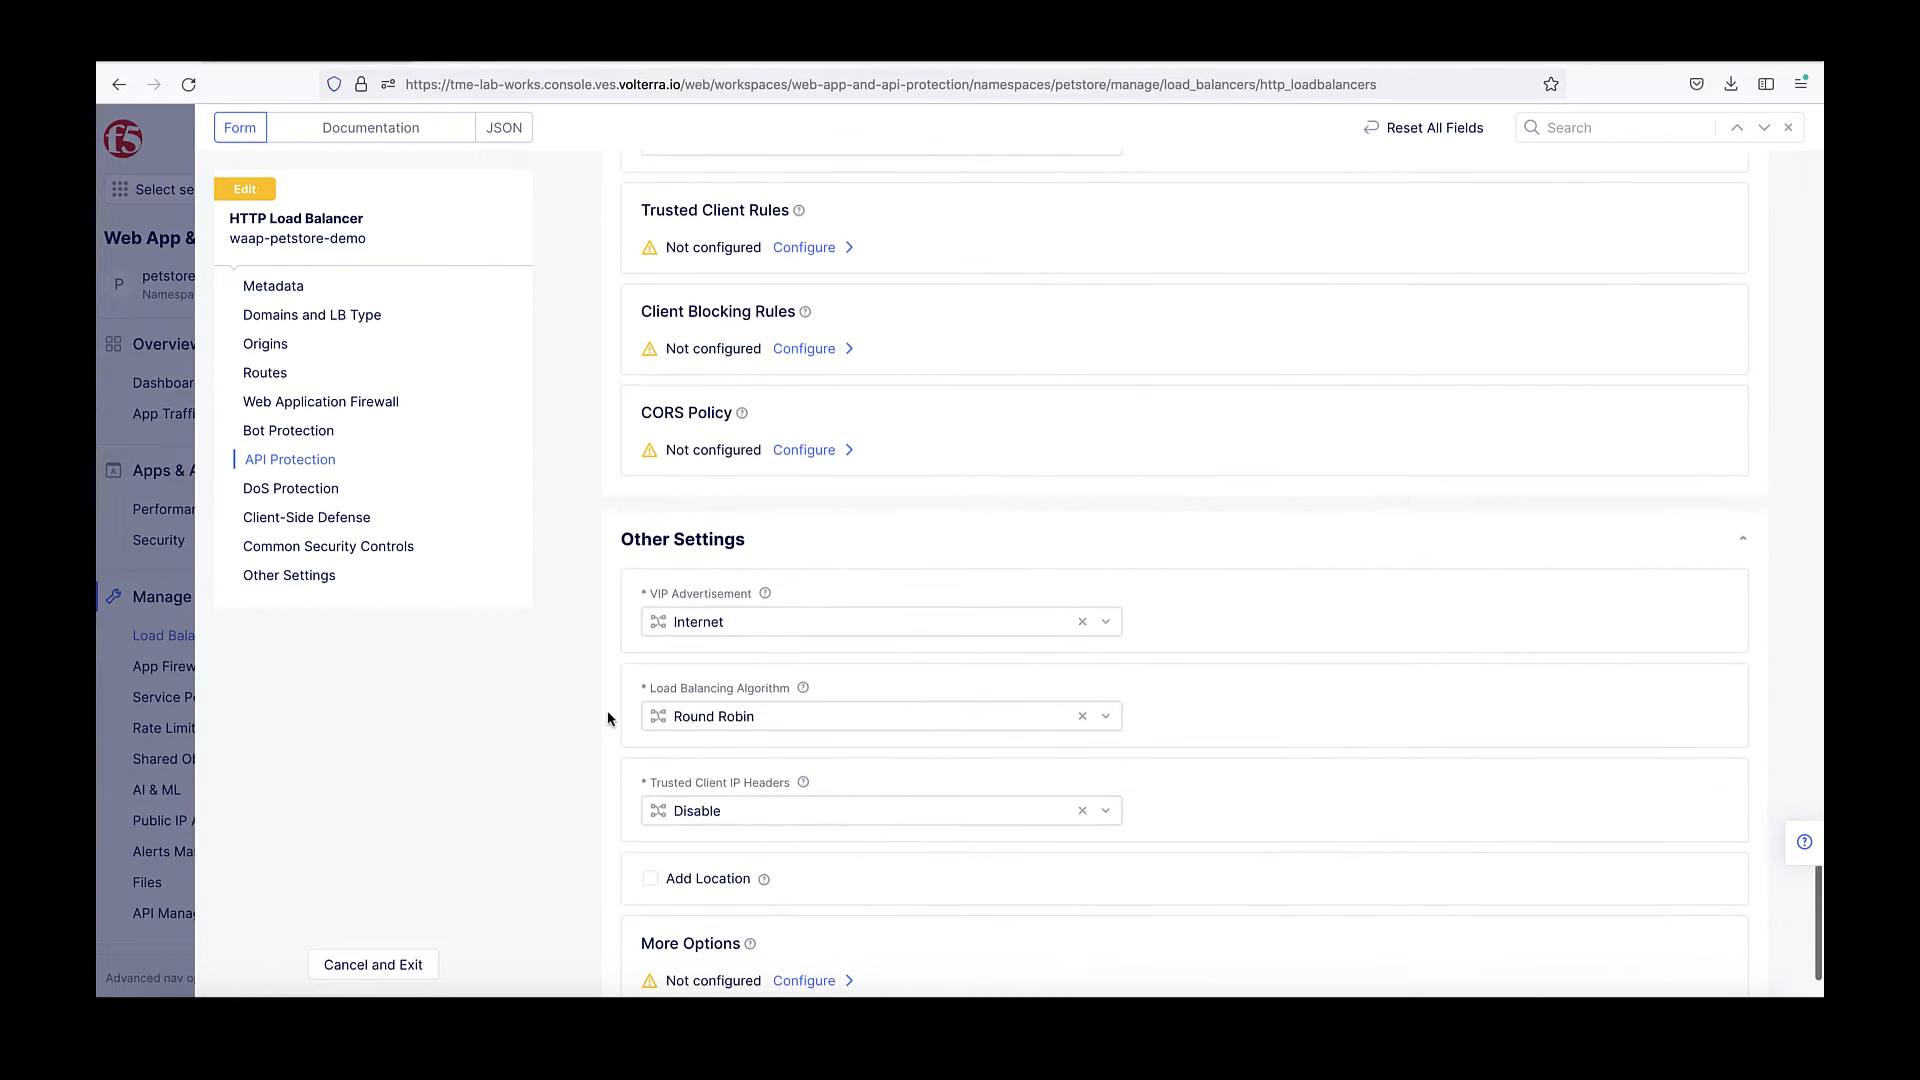 https://tme-lab-works.console.ves.volterra.io/web/workspaces/web-app-and-api-protection/namespaces/petstore/manage/load_balancers/http_loadbalancers
f5
Form
Documentation
JSON
Reset All Fields
Search
Select se
Web App &
P
petstore
Namespa
Overview
Dashboar
App Traffi
Apps & A
Performan
Security
Manage
Load Bala
App Firew
Service Po
Rate Limit
Shared Ob
AI & ML
Public IP A
Alerts Ma
Files
API Mana
Advanced nav o
Edit
HTTP Load Balancer
waap-petstore-demo
Metadata
Domains and LB Type
Origins
Routes
Web Application Firewall
Bot Protection
API Protection
DoS Protection
Client-Side Defense
Common Security Controls
Other Settings
Cancel and Exit
Trusted Client Rules
Not configured Configure
Client Blocking Rules
Not configured Configure
CORS Policy
Not configured Configure
Other Settings
* VIP Advertisement
Internet
* Load Balancing Algorithm
Round Robin
* Trusted Client IP Headers
Disable
Add Location
More Options
Not configured Configure